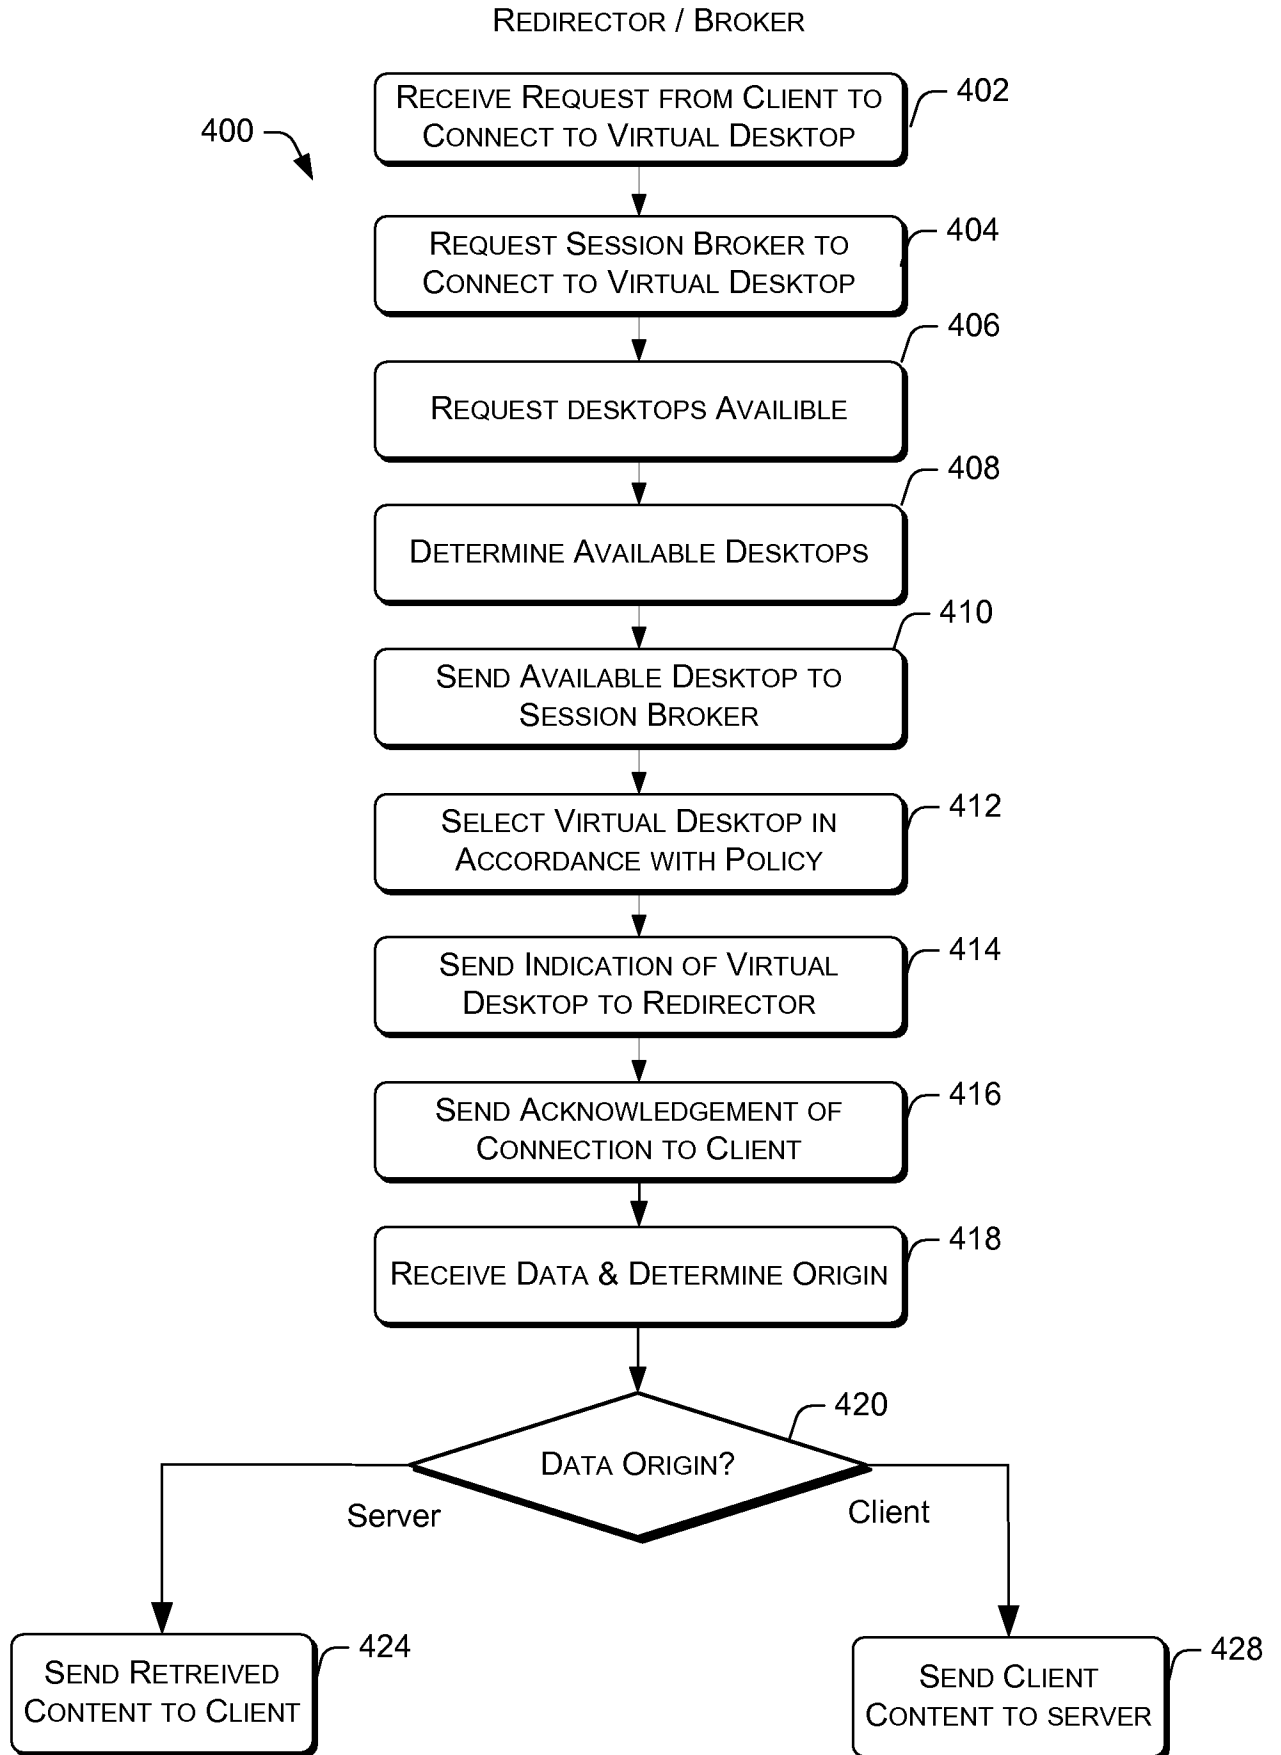 REDIRECTOR / BROKER
400
RECEIVE REQUEST FROM CLIENT TO
CONNECT TO VIRTUAL DESKTOP
402
REQUEST SESSION BROKER TO
CONNECT TO VIRTUAL DESKTOP
404
REQUEST DESKTOPS AVAILIBLE
406
DETERMINE AVAILABLE DESKTOPS
408
SEND AVAILABLE DESKTOP TO
SESSION BROKER
410
SELECT VIRTUAL DESKTOP IN
ACCORDANCE WITH POLICY
412
SEND INDICATION OF VIRTUAL
DESKTOP TO REDIRECTOR
414
SEND ACKNOWLEDGEMENT OF
CONNECTION TO CLIENT
416
RECEIVE DATA & DETERMINE ORIGIN
418
DATA ORIGIN?
420
Server
Client
SEND RETREIVED
CONTENT TO CLIENT
424
SEND CLIENT
CONTENT TO SERVER
428